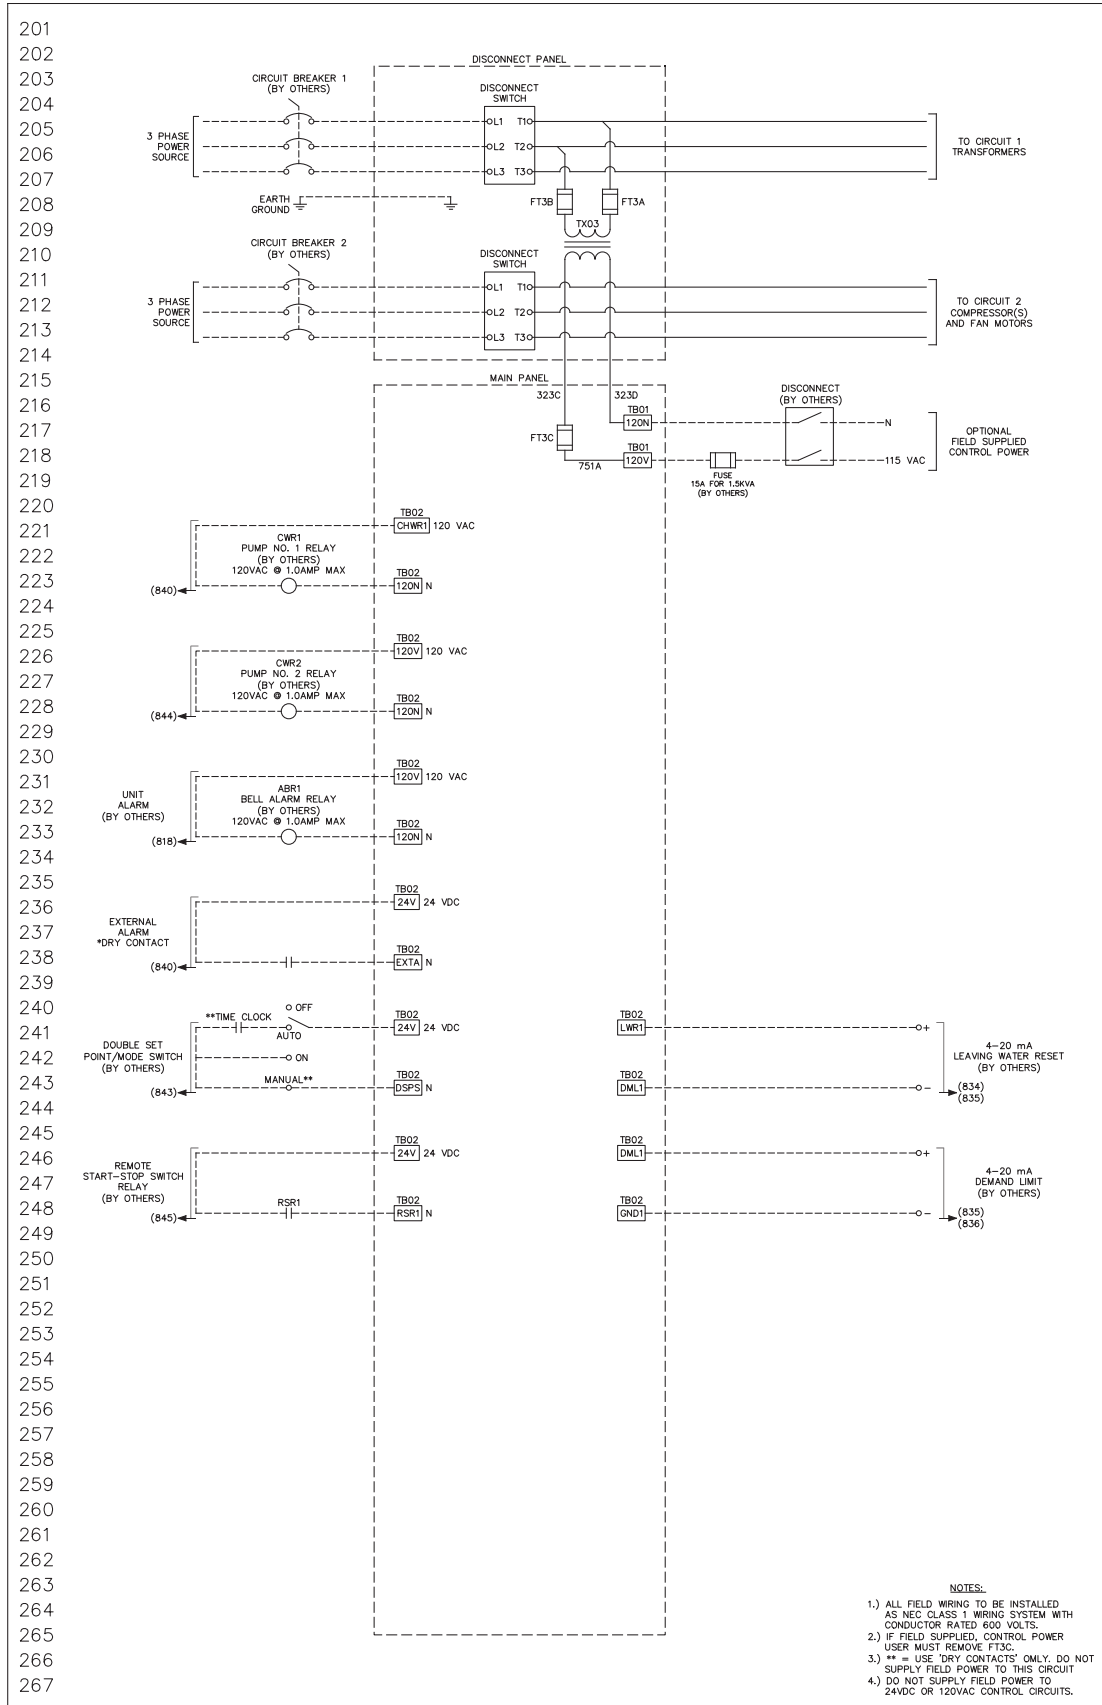 201
202
203
204
205
206
207
208
209
210
211
212
213
214
215
216
217
218
219
220
221
222
223
224
225
226
227
228
229
230
231
232
233
234
235
236
237
238
239
240
241
242
243
244
245
246
247
248
249
250
251
252
253
254
255
256
257
258
259
260
261
262
263
264
265
266
267
DISCONNECT PANEL
CIRCUIT BREAKER 1
(BY OTHERS)
DISCONNECT
SWITCH
3 PHASE
POWER
SOURCE
L1 T1
L2 T2
L3 T3
TO CIRCUIT 1
TRANSFORMERS
EARTH
GROUND
FT3B
FT3A
TX03
CIRCUIT BREAKER 2
(BY OTHERS)
DISCONNECT
SWITCH
3 PHASE
POWER
SOURCE
L1 T1
L2 T2
L3 T3
TO CIRCUIT 2
COMPRESSOR(S)
AND FAN MOTORS
MAIN PANEL
323C
323D
DISCONNECT
(BY OTHERS)
TB01
120N
N
FT3C
TB01
120V
751A
FUSE
15A FOR 1.5KVA
(BY OTHERS)
115 VAC
OPTIONAL
FIELD SUPPLIED
CONTROL POWER
TB02
CHWR1 120 VAC
CWR1
PUMP NO. 1 RELAY
(BY OTHERS)
120VAC @ 1.0AMP MAX
(840)
TB02
120N N
TB02
120V 120 VAC
CWR2
PUMP NO. 2 RELAY
(BY OTHERS)
120VAC @ 1.0AMP MAX
(844)
TB02
120N N
TB02
120V 120 VAC
UNIT
ALARM
(BY OTHERS)
ABR1
BELL ALARM RELAY
(BY OTHERS)
120VAC @ 1.0AMP MAX
(818)
TB02
120N N
TB02
24V 24 VDC
EXTERNAL
ALARM
*DRY CONTACT
(840)
TB02
EXTA N
OFF
**TIME CLOCK
AUTO
TB02
24V 24 VDC
DOUBLE SET
POINT/MODE SWITCH
(BY OTHERS)
ON
MANUAL**
(843)
TB02
DSPS N
TB02
LWR1
+
4-20 mA
LEAVING WATER RESET
(BY OTHERS)
TB02
DML1
-
(834)
(835)
TB02
24V 24 VDC
REMOTE
START-STOP SWITCH
RELAY
(BY OTHERS)
RSR1
(845)
TB02
RSR1 N
TB02
DML1
+
4-20 mA
DEMAND LIMIT
(BY OTHERS)
TB02
GND1
-
(835)
(836)
NOTES:
1.) ALL FIELD WIRING TO BE INSTALLED
AS NEC CLASS 1 WIRING SYSTEM WITH
CONDUCTOR RATED 600 VOLTS.
2.) IF FIELD SUPPLIED, CONTROL POWER
USER MUST REMOVE FT3C.
3.) ** = USE 'DRY CONTACTS' OMLY. DO NOT
SUPPLY FIELD POWER TO THIS CIRCUIT
4.) DO NOT SUPPLY FIELD POWER TO
24VDC OR 120VAC CONTROL CIRCUITS.